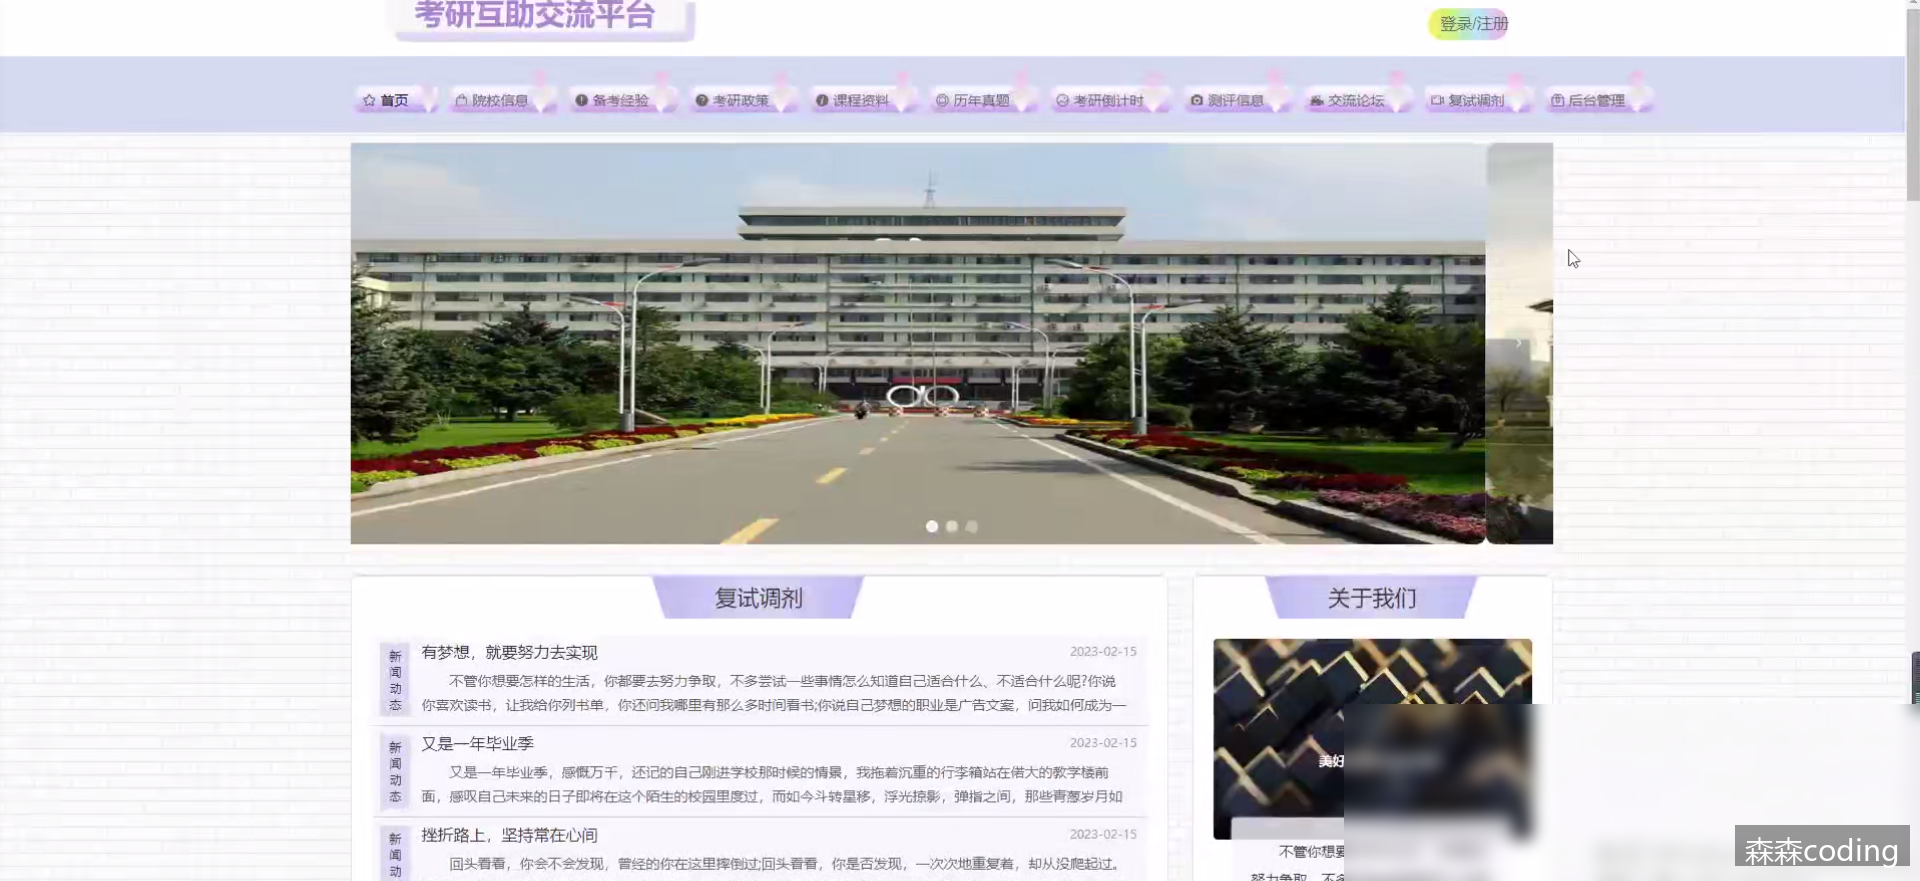 考研互助交流平台
登录/注册
首页 院校信息 备考经验 考研政策 课程资料 历年真题 考研倒计时 测评信息 交流论坛 复试调剂 后台管理
复试调剂
新闻动态
有梦想，就要努力去实现
2023-02-15
不管你想要怎样的生活，你都要去努力争取，不多尝试一些事情怎么知道自己适合什么、不适合什么呢?你说
你喜欢读书，让我给你列书单，你还问我哪里有那么多时间看书;你说自己梦想的职业是广告文案，问我如何成为一
新闻动态
又是一年毕业季
2023-02-15
又是一年毕业季，感慨万千，还记的自己刚进学校那时候的情景，我拖着沉重的行李箱站在偌大的教学楼前
面，感叹自己未来的日子即将在这个陌生的校园里度过，而如今斗转星移，浮光掠影，弹指之间，那些青葱岁月如
新闻动
挫折路上，坚持常在心间
2023-02-15
回头看看，你会不会发现，曾经的你在这里摔倒过;回头看看，你是否发现，一次次地重复着，却从没爬起过。
关于我们
美好
不管你想要
努力争取，不多
森森coding